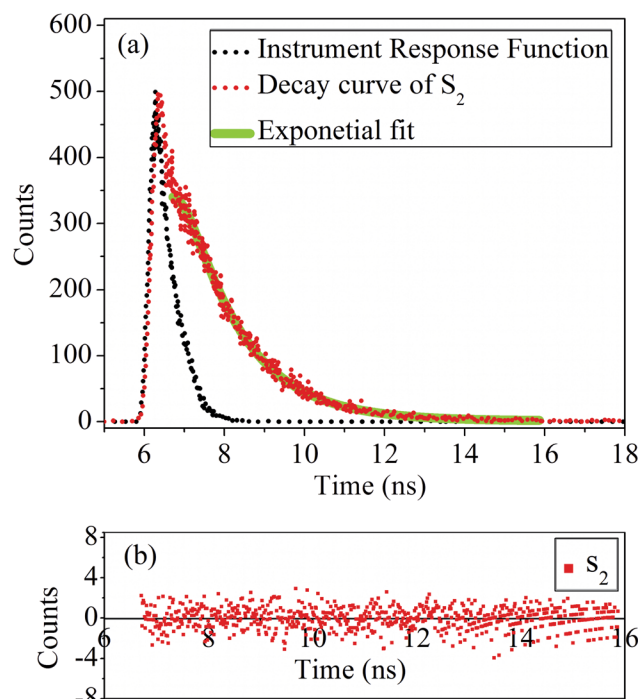 (a)
Instrument Response Function
Decay curve of S2
Exponetial fit
600
500
400
300
200
100
0
Counts
6 8 10 12 14 16 18
Time (ns)
(b)
S2
8
4
0
-4
-8
Counts
6 8 10 12 14 16
Time (ns)